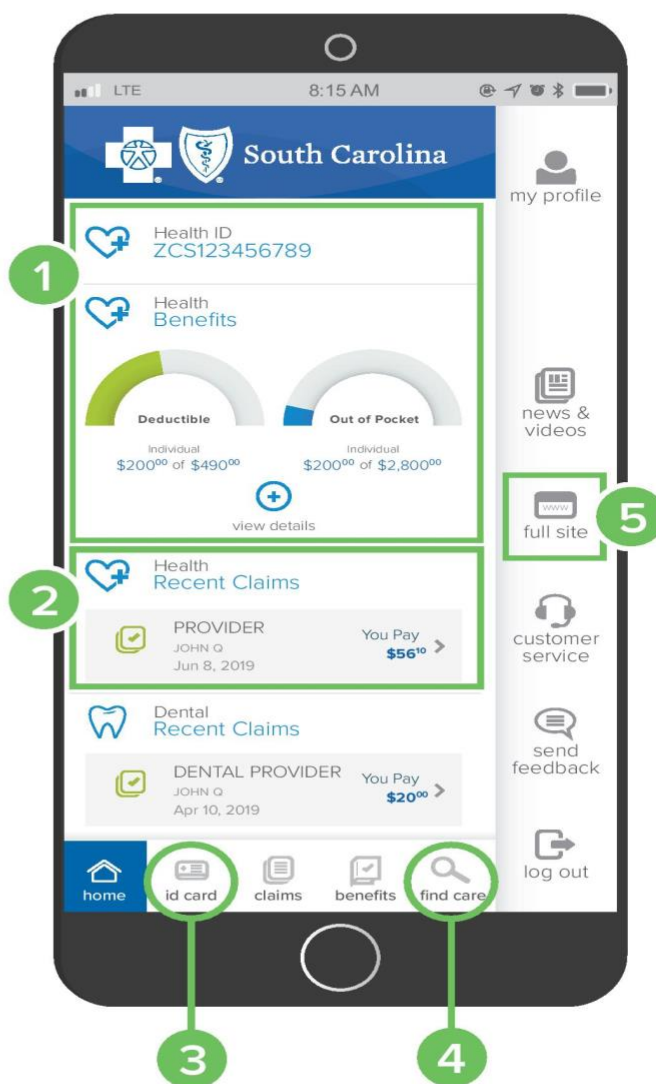 LTE
8:15 AM
South Carolina
my profile
1
Health ID
ZCS123456789
Health
Benefits
Deductible
Individual
$200⁰⁰ of $490⁰⁰
Out of Pocket
Individual
$200⁰⁰ of $2,800⁰⁰
view details
news &
videos
www
full site
5
2
Health
Recent Claims
PROVIDER
JOHN Q
Jun 8, 2019
You Pay
$56¹⁰
customer
service
Dental
Recent Claims
DENTAL PROVIDER
JOHN Q
Apr 10, 2019
You Pay
$20⁰⁰
send
feedback
log out
home
id card
claims
benefits
find care
3
4